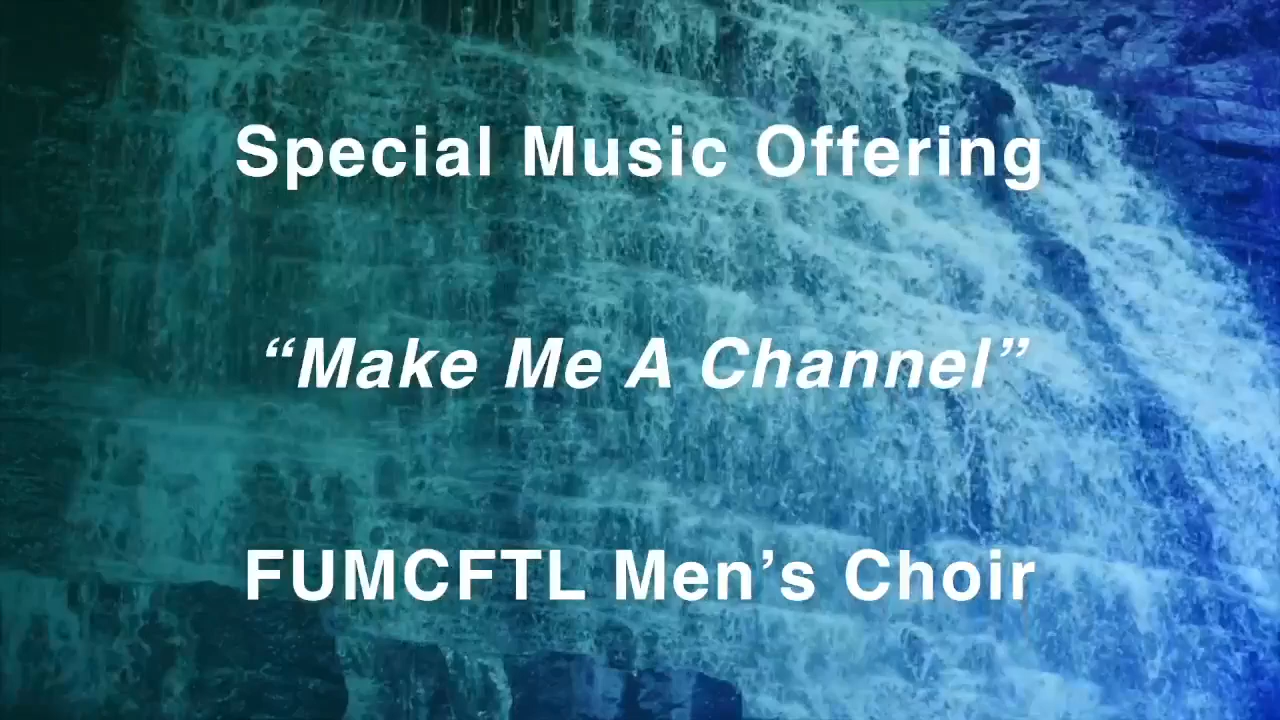 Special Music Offering
“Make Me A Channel”
FUMCFTL Men’s Choir